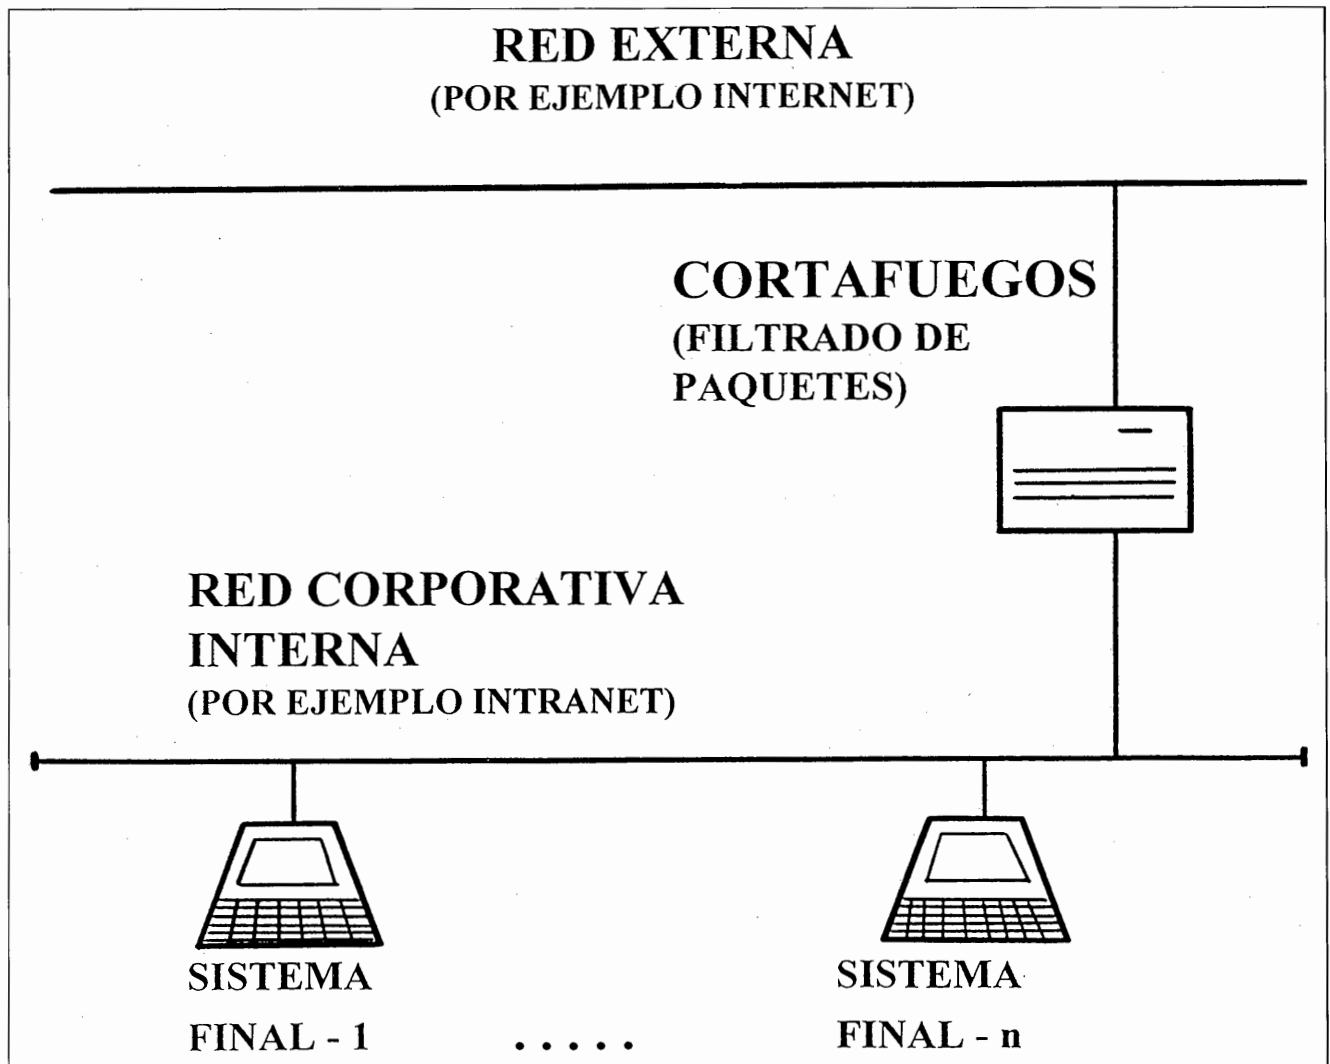 RED EXTERNA
(POR EJEMPLO INTERNET)
CORTAFUEGOS
(FILTRADO DE
PAQUETES)
RED CORPORATIVA
INTERNA
(POR EJEMPLO INTRANET)
SISTEMA
FINAL - 1
.....
SISTEMA
FINAL - n